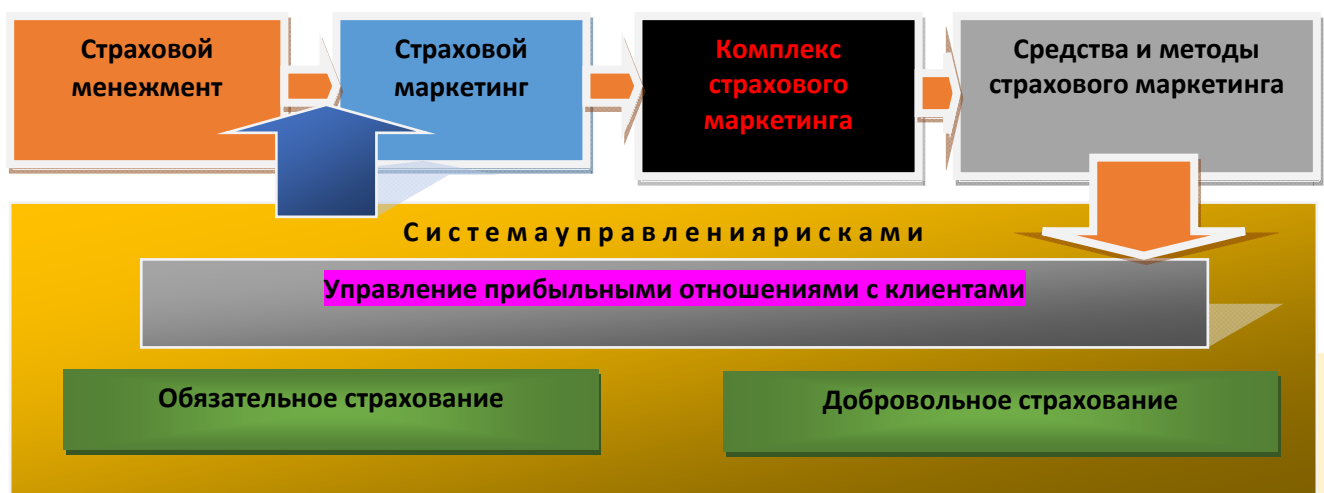 Страховой
менежмент
Страховой
маркетинг
Комплекс
страхового
маркетинга
Средства и методы
страхового маркетинга
С и с т е м а у п р а в л е н и я р и с к а м и
Управление прибыльными отношениями с клиентами
Обязательное страхование
Добровольное страхование